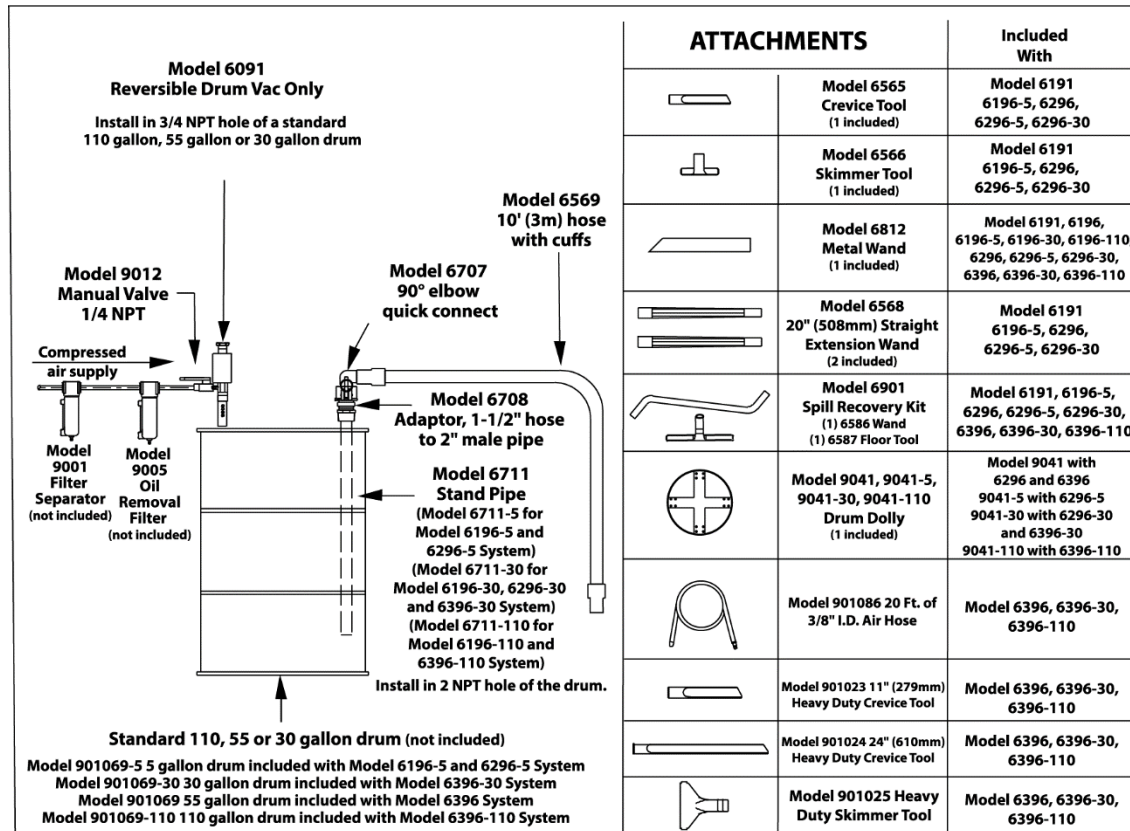 Model 6091
Reversible Drum Vac Only
Install in 3/4 NPT hole of a standard
110 gallon, 55 gallon or 30 gallon drum
Model 9012
Manual Valve
1/4 NPT
Compressed
air supply
Model
9001
Filter
Separator
(not included)
Model
9005
Oil
Removal
Filter
(not included)
Model 6569
10' (3m) hose
with cuffs
Model 6707
90° elbow
quick connect
Model 6708
Adaptor, 1-1/2" hose
to 2" male pipe
Model 6711
Stand Pipe
(Model 6711-5 for
Model 6196-5 and
6296-5 System)
(Model 6711-30 for
Model 6196-30, 6296-30
and 6396-30 System)
(Model 6711-110 for
Model 6196-110 and
6396-110 System)
Install in 2 NPT hole of the drum.
Standard 110, 55 or 30 gallon drum (not included)
Model 901069-5 5 gallon drum included with Model 6196-5 and 6296-5 System
Model 901069-30 30 gallon drum included with Model 6396-30 System
Model 901069 55 gallon drum included with Model 6396 System
Model 901069-110 110 gallon drum included with Model 6396-110 System
ATTACHMENTS
Included
With
Model 6565
Crevice Tool
(1 included)
Model 6191
6196-5, 6296,
6296-5, 6296-30
Model 6566
Skimmer Tool
(1 included)
Model 6191
6196-5, 6296,
6296-5, 6296-30
Model 6812
Metal Wand
(1 included)
Model 6191, 6196,
6196-5, 6196-30, 6196-110,
6296, 6296-5, 6296-30,
6396, 6396-30, 6396-110
Model 6568
20" (508mm) Straight
Extension Wand
(2 included)
Model 6191
6196-5, 6296,
6296-5, 6296-30
Model 6901
Spill Recovery Kit
(1) 6586 Wand
(1) 6587 Floor Tool
Model 6191, 6196-5,
6296, 6296-5, 6296-30,
6396, 6396-30, 6396-110
Model 9041, 9041-5,
9041-30, 9041-110
Drum Dolly
(1 included)
Model 9041 with
6296 and 6396
9041-5 with 6296-5
9041-30 with 6296-30
and 6396-30
9041-110 with 6396-110
Model 901086 20 Ft. of
3/8" I.D. Air Hose
Model 6396, 6396-30,
6396-110
Model 901023 11" (279mm)
Heavy Duty Crevice Tool
Model 6396, 6396-30,
6396-110
Model 901024 24" (610mm)
Heavy Duty Crevice Tool
Model 6396, 6396-30,
6396-110
Model 901025 Heavy
Duty Skimmer Tool
Model 6396, 6396-30,
6396-110